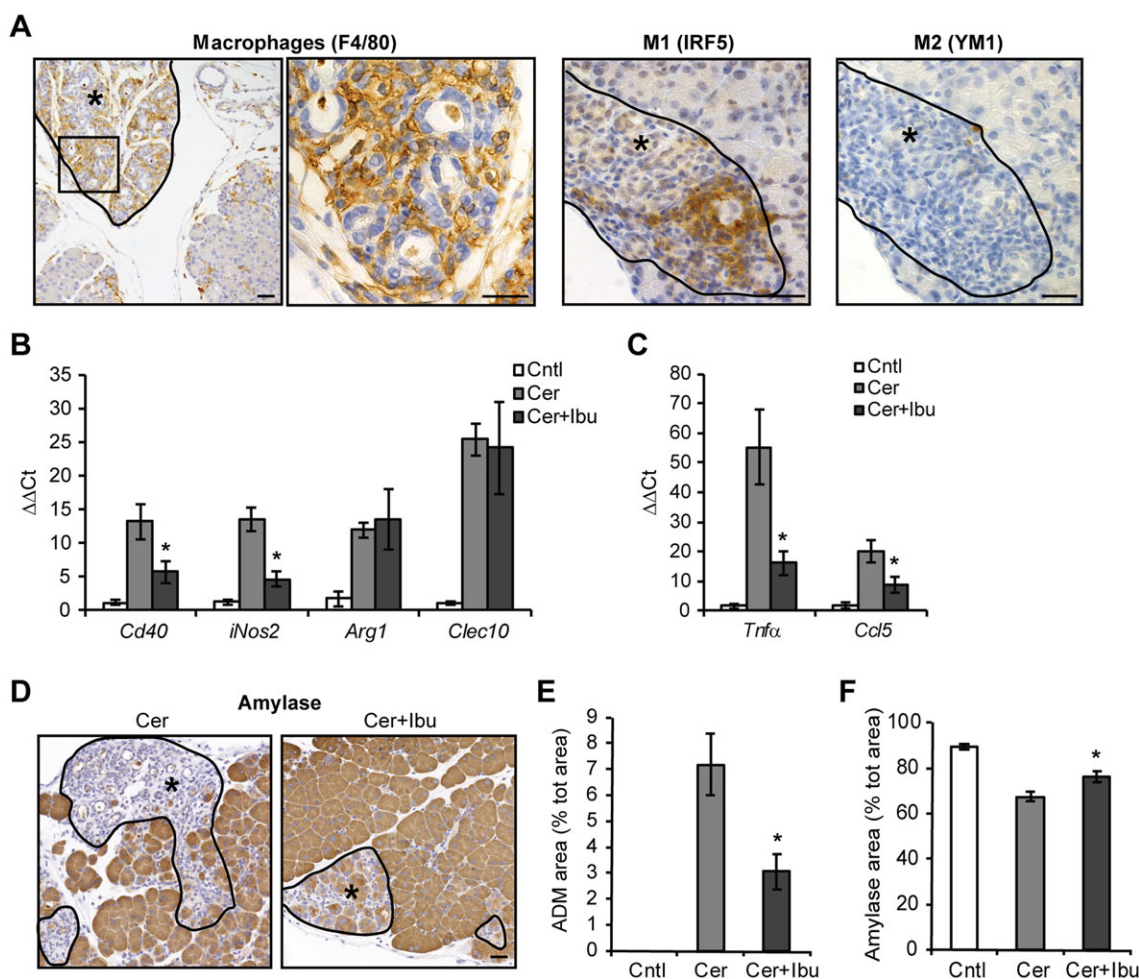 A
Macrophages (F4/80)
M1 (IRF5)
M2 (YM1)
*
*
*
B
35
30
25
20
15
10
5
0
ΔΔCt
Cntl
Cer
Cer+Ibu
*
*
Cd40
iNos2
Arg1
Clec10
C
80
70
60
50
40
30
20
10
0
ΔΔCt
Cntl
Cer
Cer+Ibu
*
*
Tnfα
Ccl5
D
Amylase
Cer
Cer+Ibu
*
*
E
9
8
7
6
5
4
3
2
1
0
ADM area (% tot area)
*
Cntl
Cer
Cer+Ibu
F
100
80
60
40
20
0
Amylase area (% tot area)
*
Cntl
Cer
Cer+Ibu